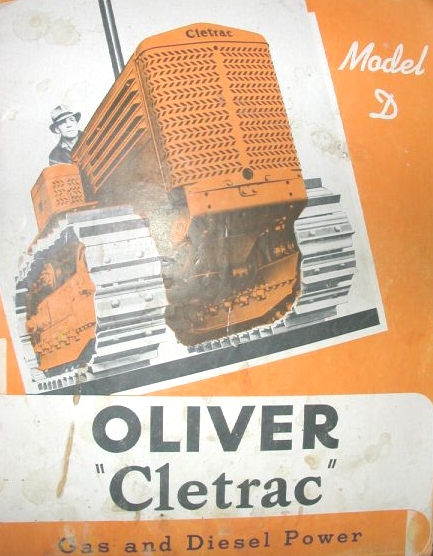 Cletrac
Model
D
OLIVER
"Cletrac"
Gas and Diesel Power